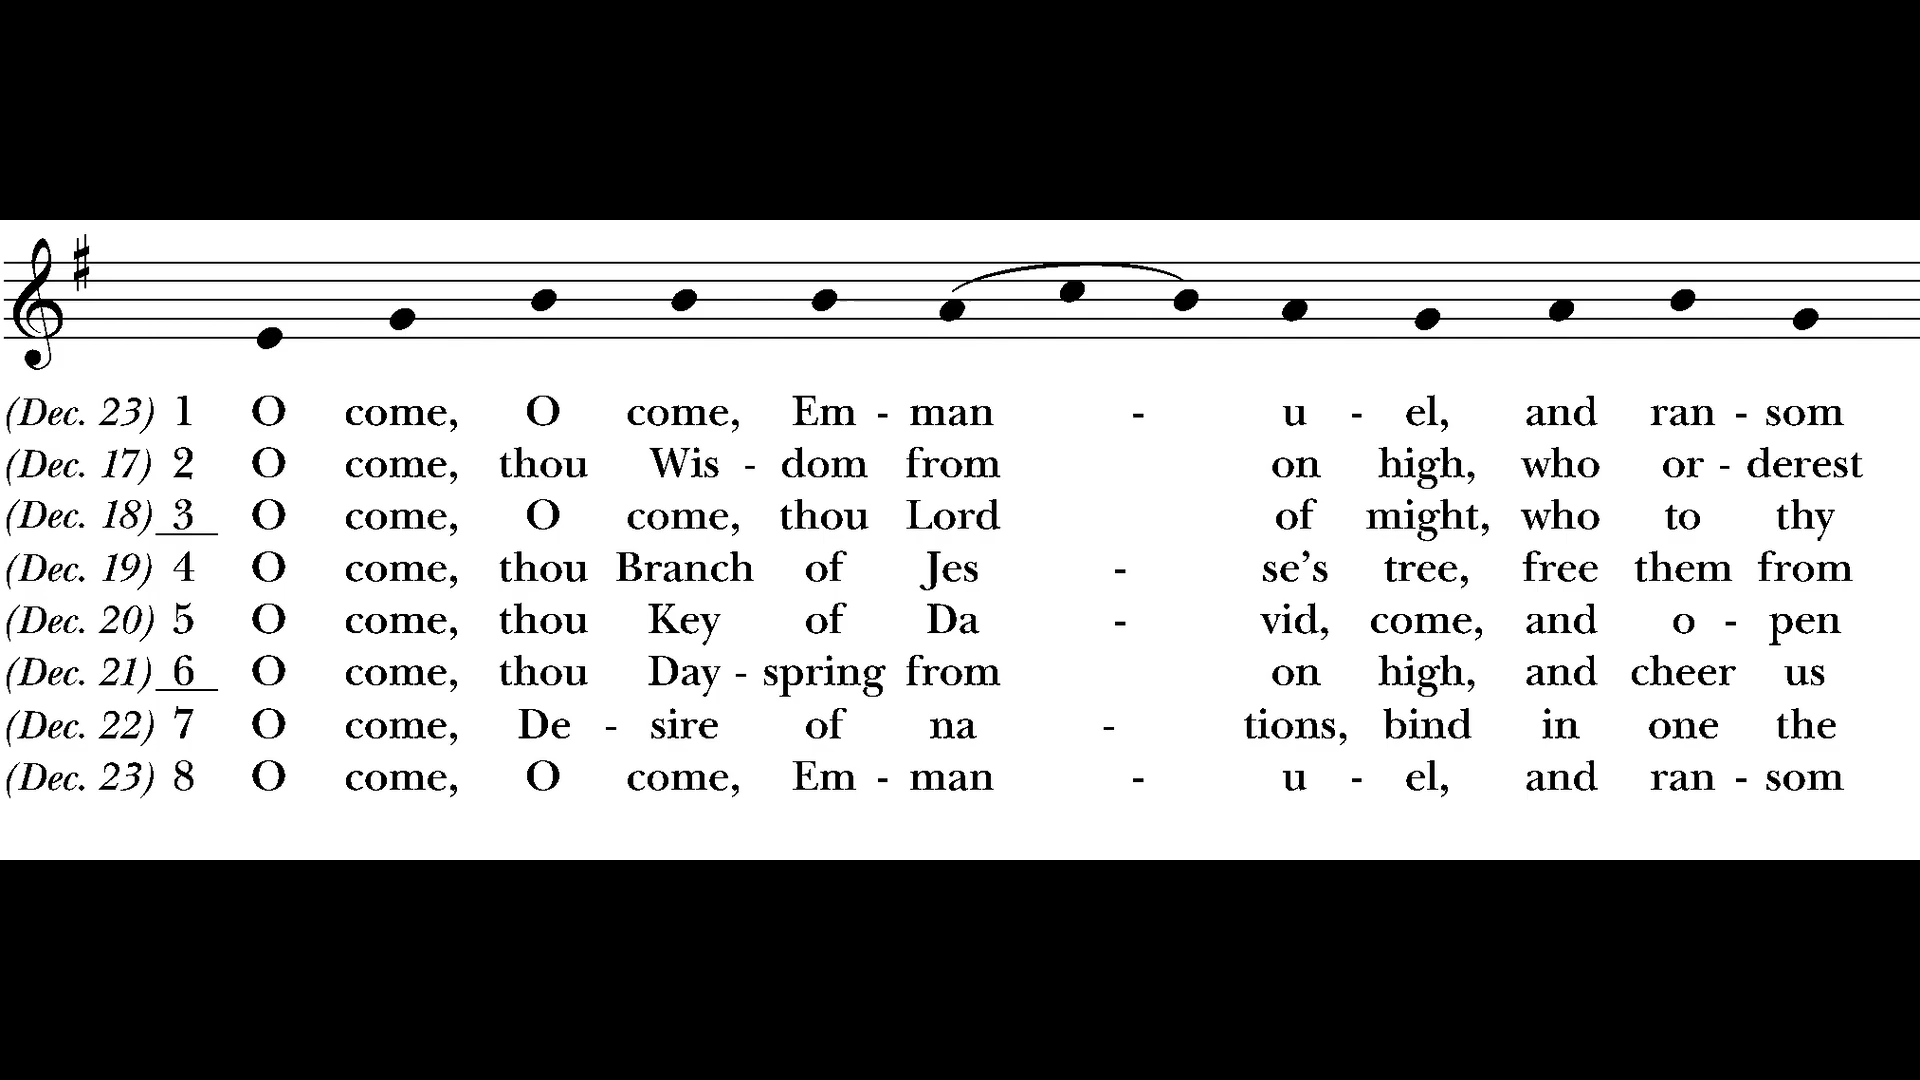 (Dec. 23) 1 O come, O come, Em - man - u - el, and ran - som
(Dec. 17) 2 O come, thou Wis - dom from on high, who or - derest
(Dec. 18) 3 O come, O come, thou Lord of might, who to thy
(Dec. 19) 4 O come, thou Branch of Jes - se’s tree, free them from
(Dec. 20) 5 O come, thou Key of Da - vid, come, and o - pen
(Dec. 21) 6 O come, thou Day - spring from on high, and cheer us
(Dec. 22) 7 O come, De - sire of na - tions, bind in one the
(Dec. 23) 8 O come, O come, Em - man - u - el, and ran - som